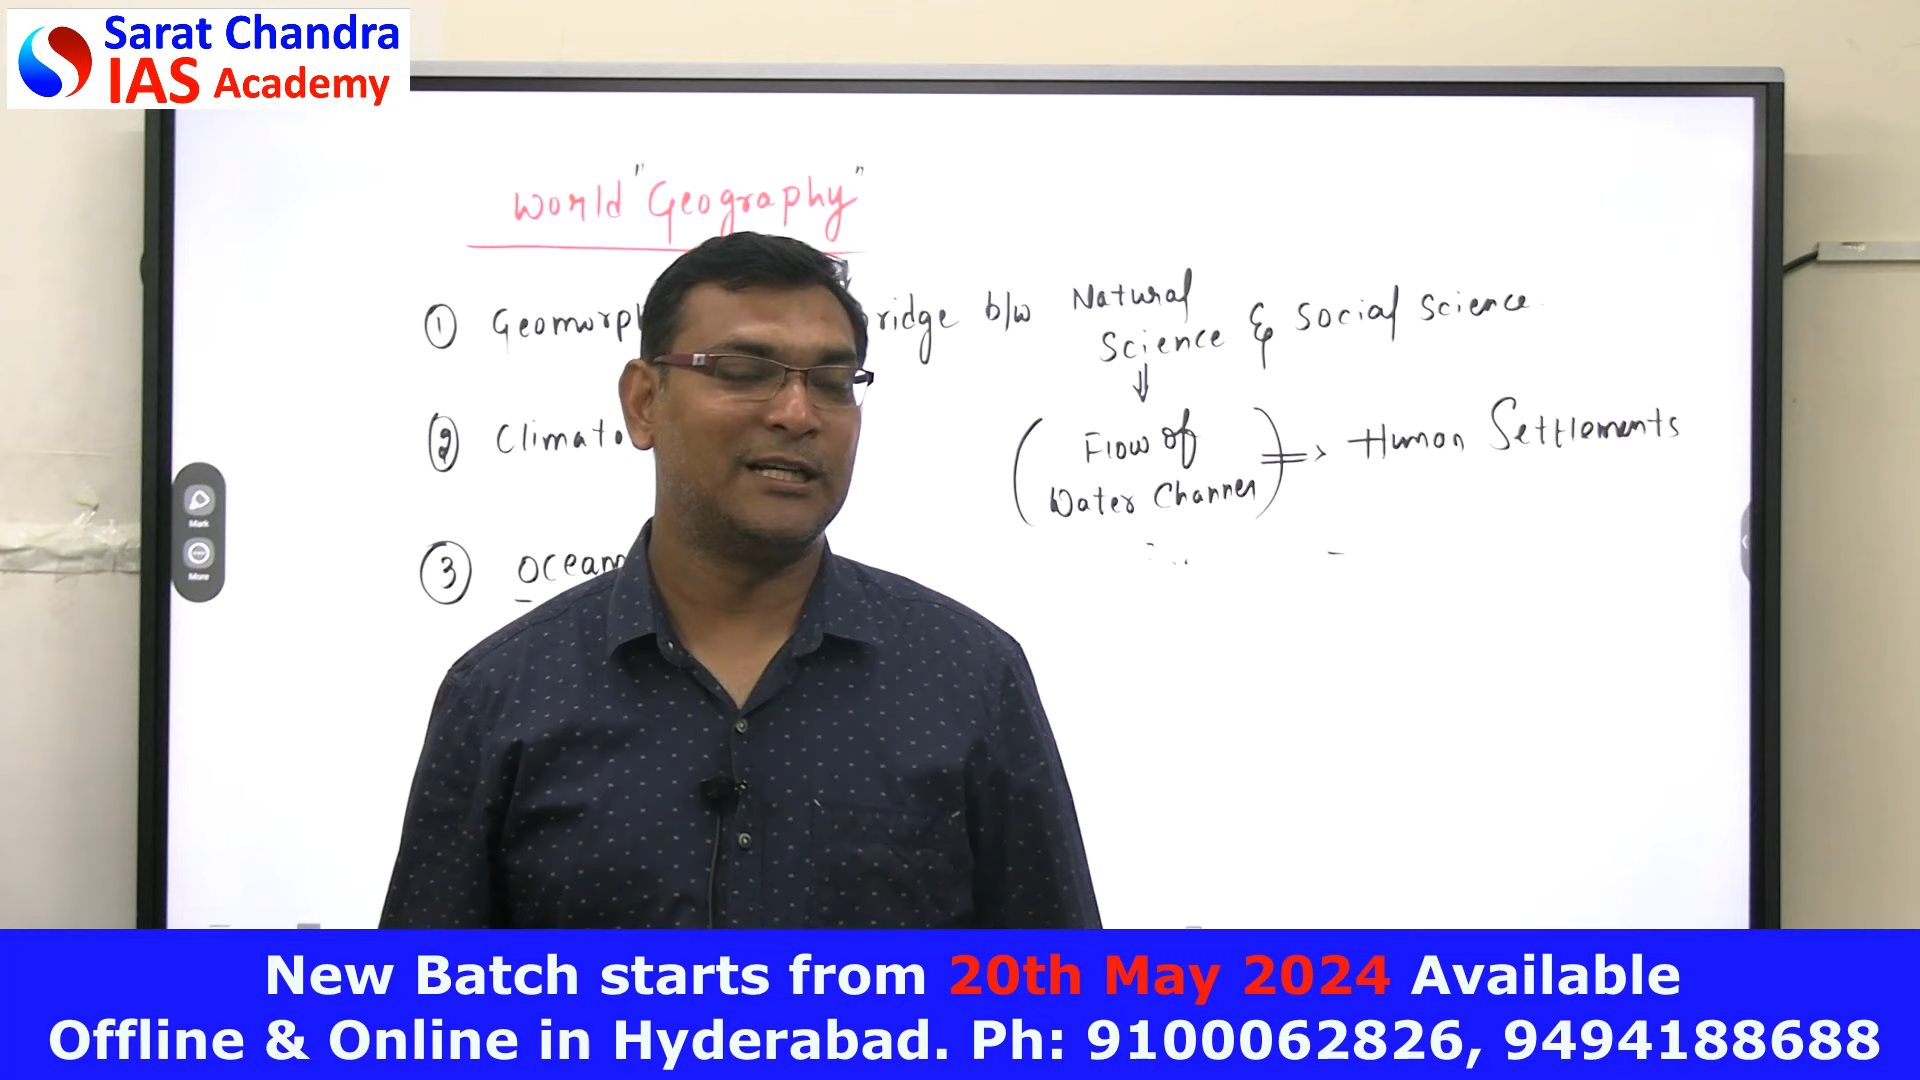 Sarat Chandra
IAS Academy
World "Geography"
① Geomorp
ridge b/w Natural
Science & Social Science
② Climato
Flow of
Water Channel
Human Settlements
③ Ocean
Mark
More
New Batch starts from 20th May 2024 Available
Offline & Online in Hyderabad. Ph: 9100062826, 9494188688